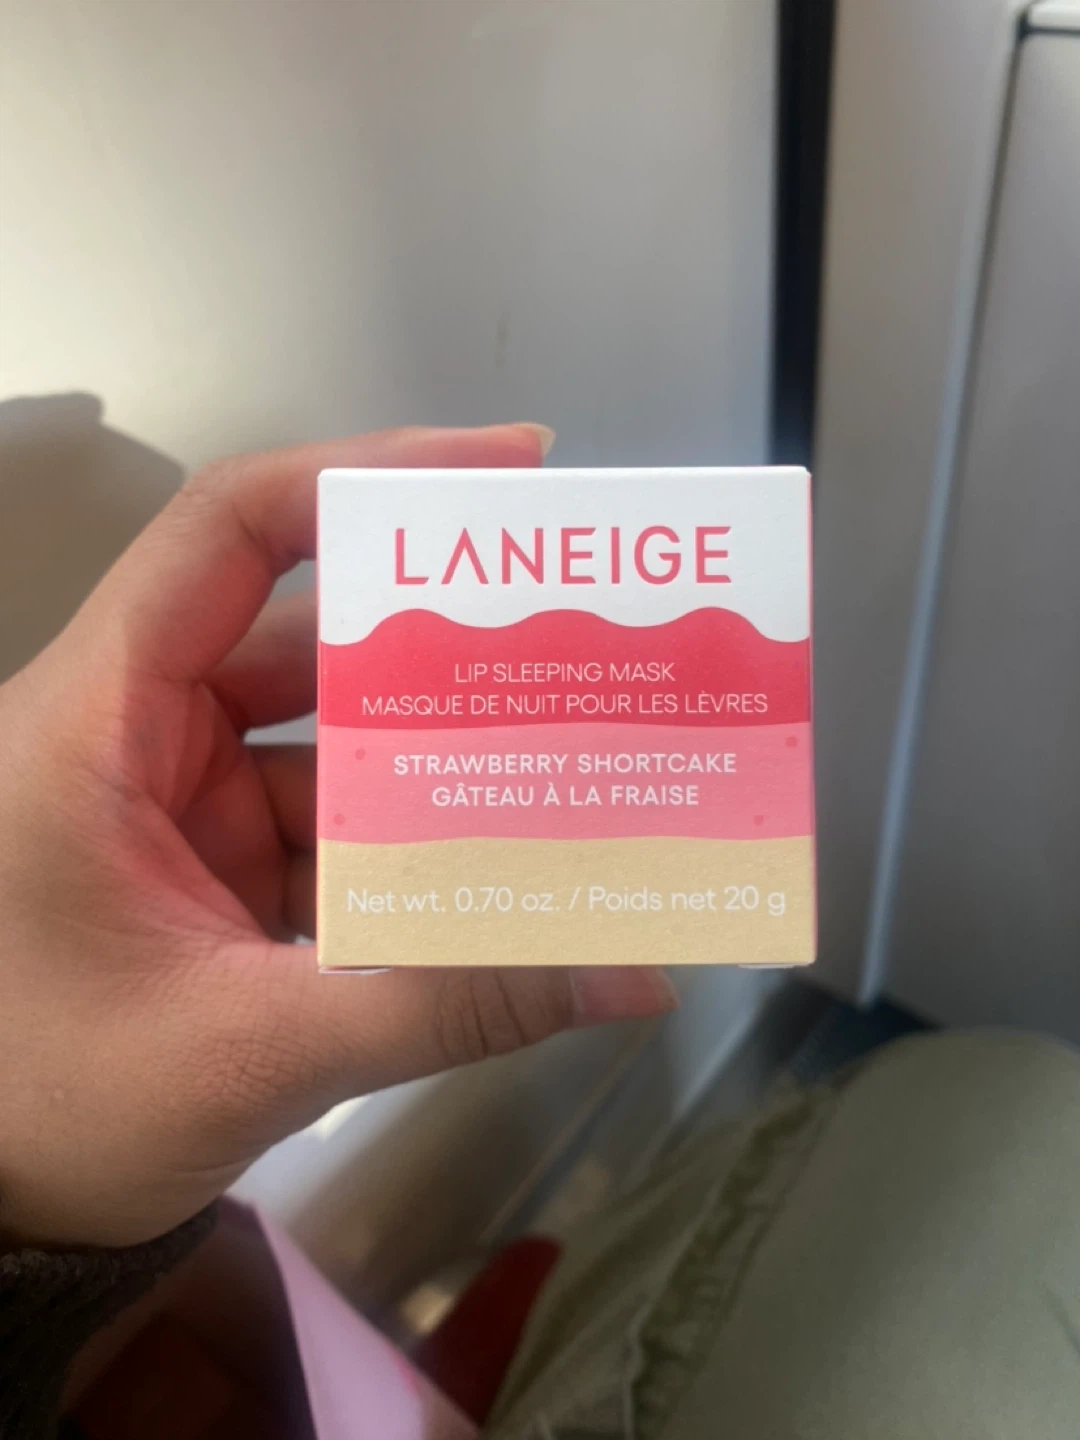 LANEIGE
LIP SLEEPING MASK
MASQUE DE NUIT POUR LES LÈVRES
STRAWBERRY SHORTCAKE
GÂTEAU À LA FRAISE
Net wt. 0.70 oz. / Poids net 20 g